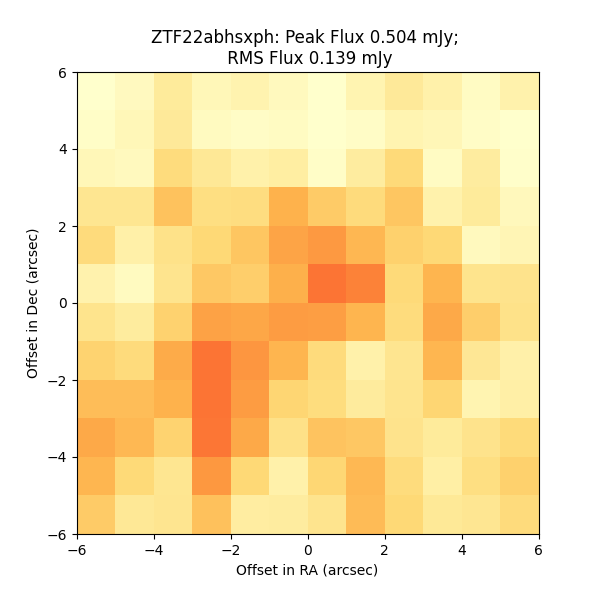 ZTF22abhsxph: Peak Flux 0.504 mJy;
RMS Flux 0.139 mJy
6
4
2
0
−2
−4
−6
Offset in Dec (arcsec)
−6 −4 −2 0 2 4 6
Offset in RA (arcsec)